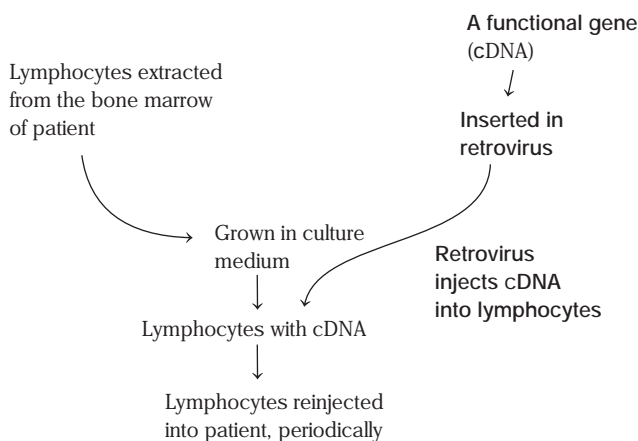 A functional gene
(cDNA)
Lymphocytes extracted
from the bone marrow
of patient
Inserted in
retrovirus
Grown in culture
medium
Retrovirus
injects cDNA
into lymphocytes
Lymphocytes with cDNA
Lymphocytes reinjected
into patient, periodically